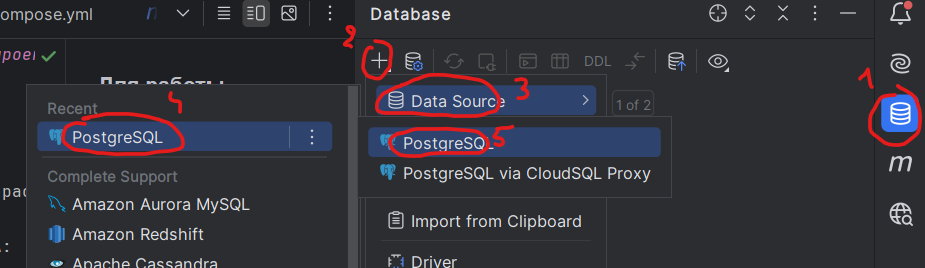 ompose.yml
Database
1
2
DDL
Для работы
3
Data Source
1 of 2
4
Recent
PostgreSQL
5
PostgreSQL
Complete Support
PostgreSQL via CloudSQL Proxy
m
Amazon Aurora MySQL
Import from Clipboard
Amazon Redshift
Apache Cassandra
Driver